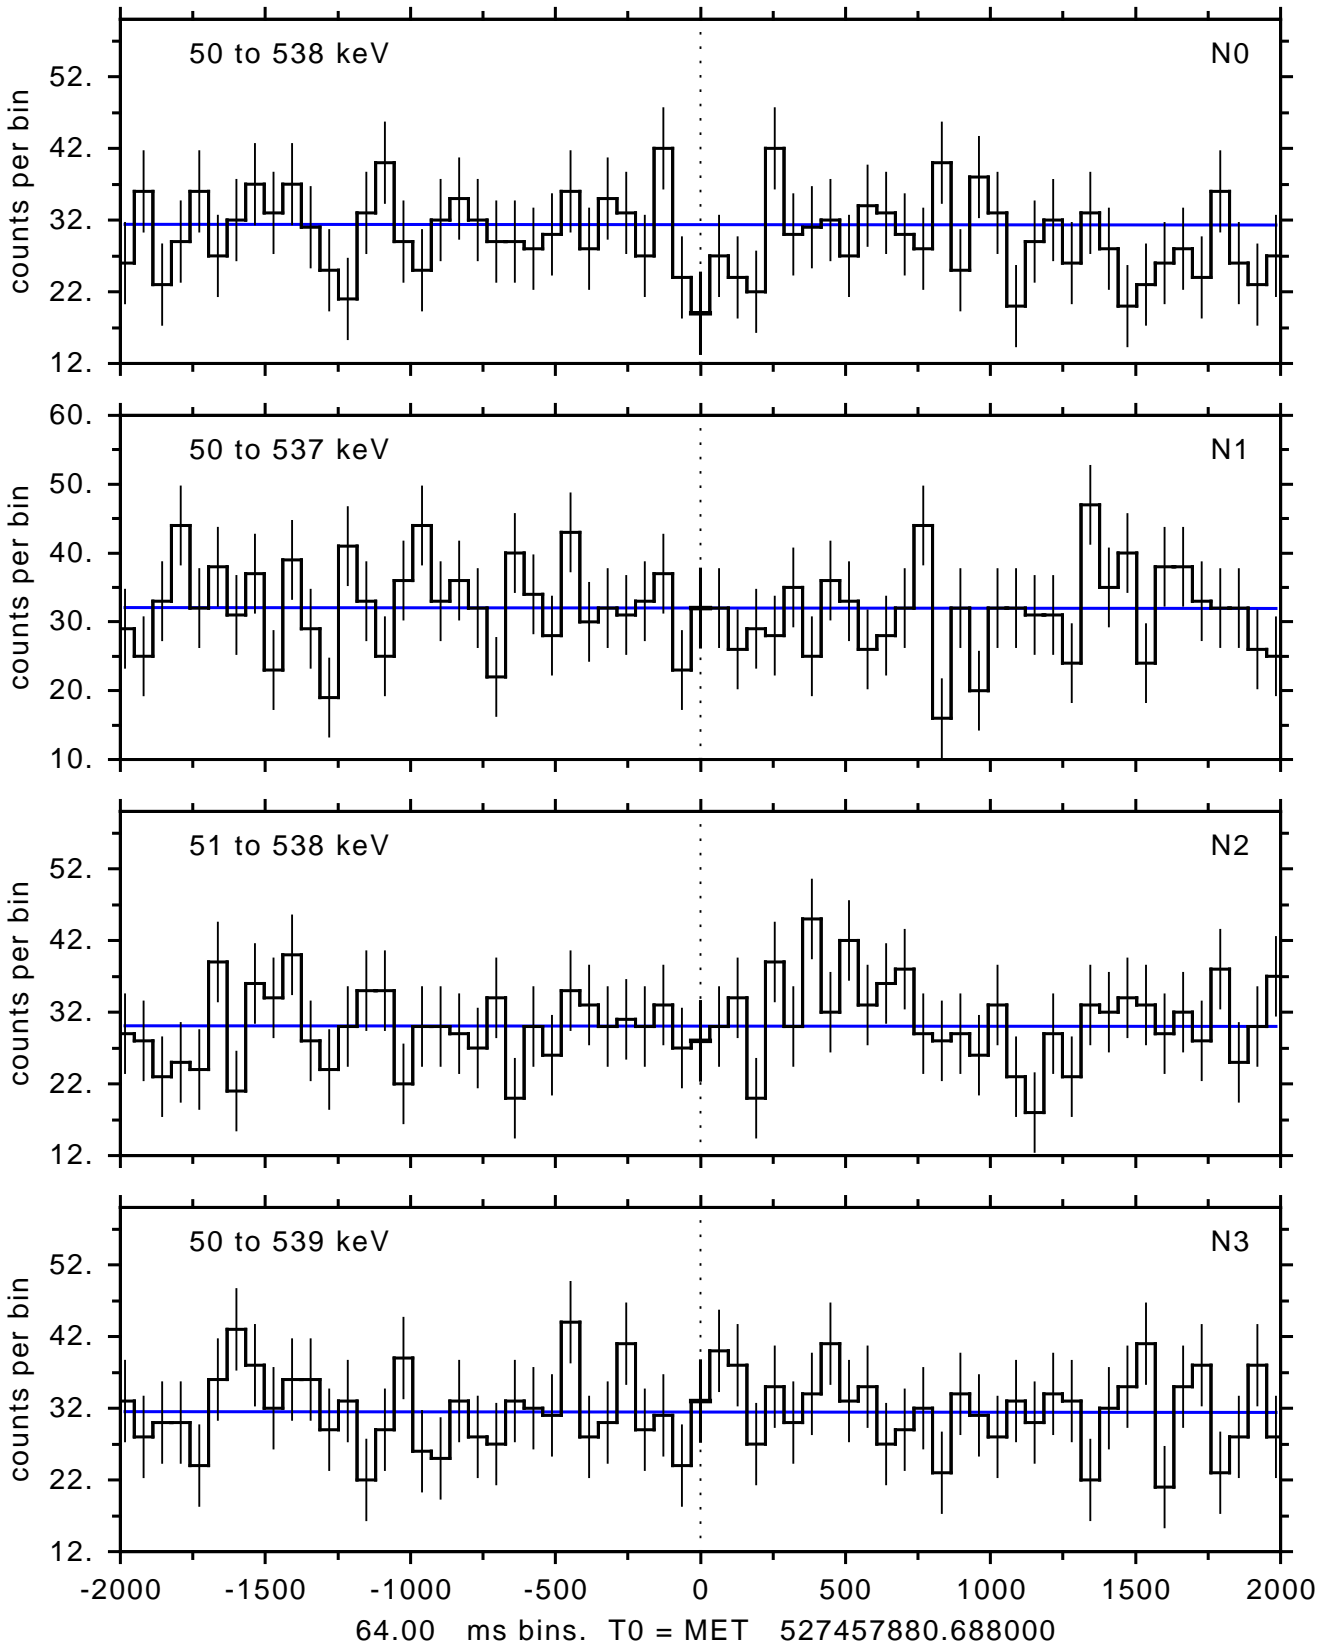 50 to 538 keV N0
52.
42.
32.
22.
12.
counts per bin
60.
50 to 537 keV N1
50.
40.
30.
20.
10.
counts per bin
51 to 538 keV N2
52.
42.
32.
22.
12.
counts per bin
50 to 539 keV N3
52.
42.
32.
22.
12.
counts per bin
-2000 -1500 -1000 -500 0 500 1000 1500 2000
64.00 ms bins. T0 = MET 527457880.688000